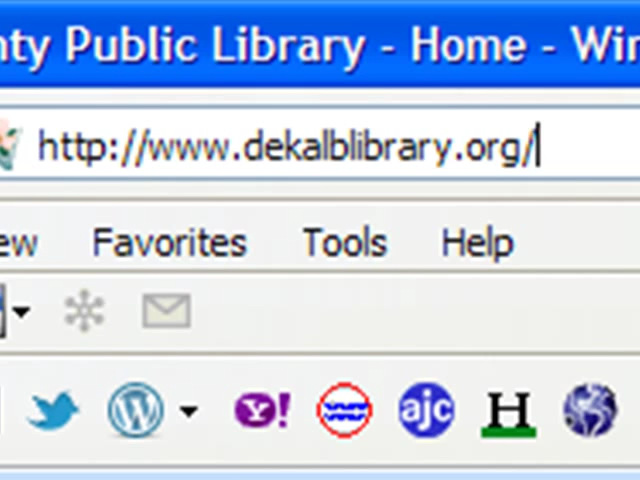 nty Public Library - Home - Win
http://www.dekalblibrary.org/
ew Favorites Tools Help
W Y! ajc H